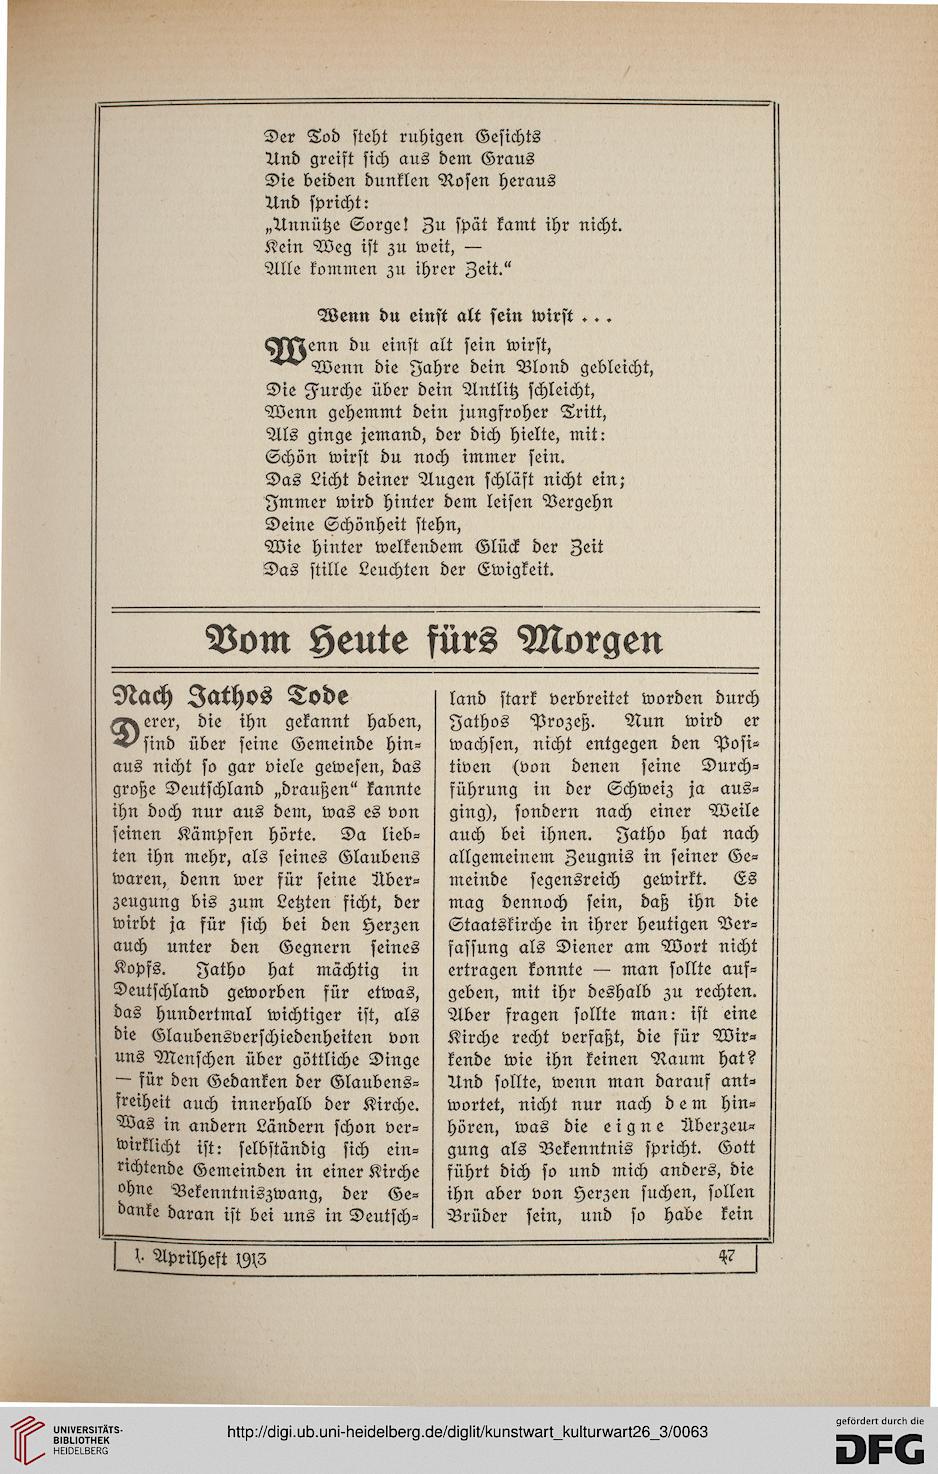 Der Tod steht ruhigen Gesichts
Und greift sich aus dem Graus
Die beiden dunklen Rosen heraus
Und spricht:
„Unnütze Sorge! Zu spät kamt ihr nicht.
Kein Weg ist zu weit, —
Alle kommen zu ihrer Zeit.“
Wenn du einst alt sein wirst . . .
Wenn du einst alt sein wirst,
Wenn die Jahre dein Blond gebleicht,
Die Furche über dein Antlitz schleicht,
Wenn gehemmt dein jungfroher Tritt,
Als ginge jemand, der dich hielte, mit:
Schön wirst du noch immer sein.
Das Licht deiner Augen schläft nicht ein;
Immer wird hinter dem leisen Vergehn
Deine Schönheit stehn,
Wie hinter welkendem Glück der Zeit
Das stille Leuchten der Ewigkeit.
Vom Heute fürs Morgen
Nach Jathos Tode
Derer, die ihn gekannt haben,
sind über seine Gemeinde hin-
aus nicht so gar viele gewesen, das
große Deutschland „draußen“ kannte
ihn doch nur aus dem, was es von
seinen Kämpfen hörte. Da lieb-
ten ihn mehr, als seines Glaubens
waren, denn wer für seine Über-
zeugung bis zum Letzten ficht, der
wirbt ja für sich bei den Herzen
auch unter den Gegnern seines
Kopfs. Jatho hat mächtig in
Deutschland geworben für etwas,
das hundertmal wichtiger ist, als
die Glaubensverschiedenheiten von
uns Menschen über göttliche Dinge
— für den Gedanken der Glaubens-
freiheit auch innerhalb der Kirche.
Was in andern Ländern schon ver-
wirklicht ist: selbständig sich ein-
richtende Gemeinden in einer Kirche
ohne Bekenntniszwang, der Ge-
danke daran ist bei uns in Deutsch-
land stark verbreitet worden durch
Jathos Prozeß. Nun wird er
wachsen, nicht entgegen den Posi-
tiven (von denen seine Durch-
führung in der Schweiz ja aus-
ging), sondern nach einer Weile
auch bei ihnen. Jatho hat nach
allgemeinem Zeugnis in seiner Ge-
meinde segensreich gewirkt. Es
mag dennoch sein, daß ihn die
Staatskirche in ihrer heutigen Ver-
fassung als Diener am Wort nicht
ertragen konnte — man sollte auf-
geben, mit ihr deshalb zu rechten.
Aber fragen sollte man: ist eine
Kirche recht verfaßt, die für Wir-
kende wie ihn keinen Raum hat?
Und sollte, wenn man darauf ant-
wortet, nicht nur nach dem hin-
hören, was die eigne Überzeu-
gung als Bekenntnis spricht. Gott
führt dich so und mich anders, die
ihn aber von Herzen suchen, sollen
Brüder sein, und so habe kein
1. Aprilheft 1913
47
UNIVERSITÄTS-
BIBLIOTHEK
HEIDELBERG
http://digi.ub.uni-heidelberg.de/diglit/kunstwart_kulturwart26_3/0063
gefördert durch die
DFG